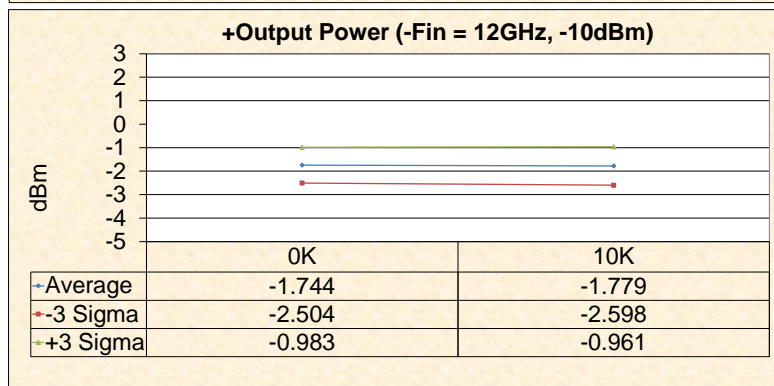 +Output Power (-Fin = 12GHz, -10dBm)
3
2
1
0
-1
-2
-3
-4
-5
dBm
0K 10K
Average -1.744 -1.779
-3 Sigma -2.504 -2.598
+3 Sigma -0.983 -0.961